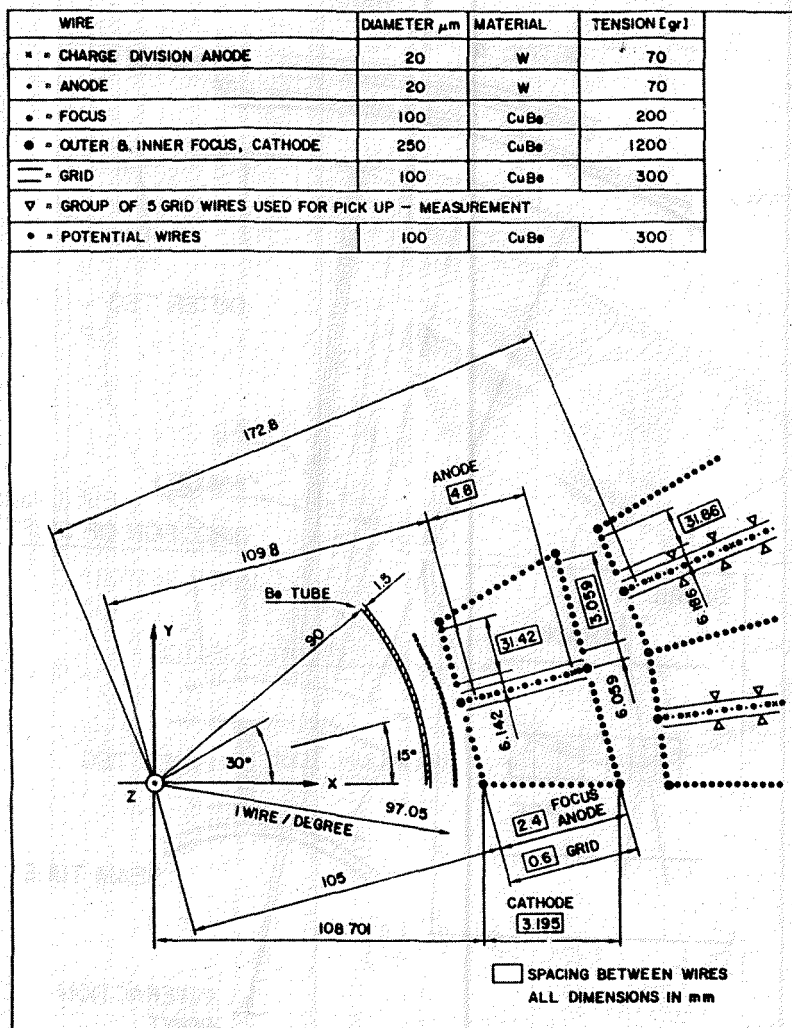 WIRE DIAMETER μm MATERIAL TENSION [gr]
× = CHARGE DIVISION ANODE 20 W 70
• = ANODE 20 W 70
• = FOCUS 100 CuBe 200
● = OUTER & INNER FOCUS, CATHODE 250 CuBe 1200
= GRID 100 CuBe 300
▽ = GROUP OF 5 GRID WIRES USED FOR PICK UP - MEASUREMENT
• = POTENTIAL WIRES 100 CuBe 300
172.8
ANODE
4.8
31.86
109.8
Be TUBE
1.5
3.059
6.186
Y
90
31.42
6.059
6.142
30°
15°
Z
X
1 WIRE / DEGREE
97.05
2.4 FOCUS
ANODE
0.6 GRID
105
CATHODE
108.701
3.195
SPACING BETWEEN WIRES
ALL DIMENSIONS IN mm